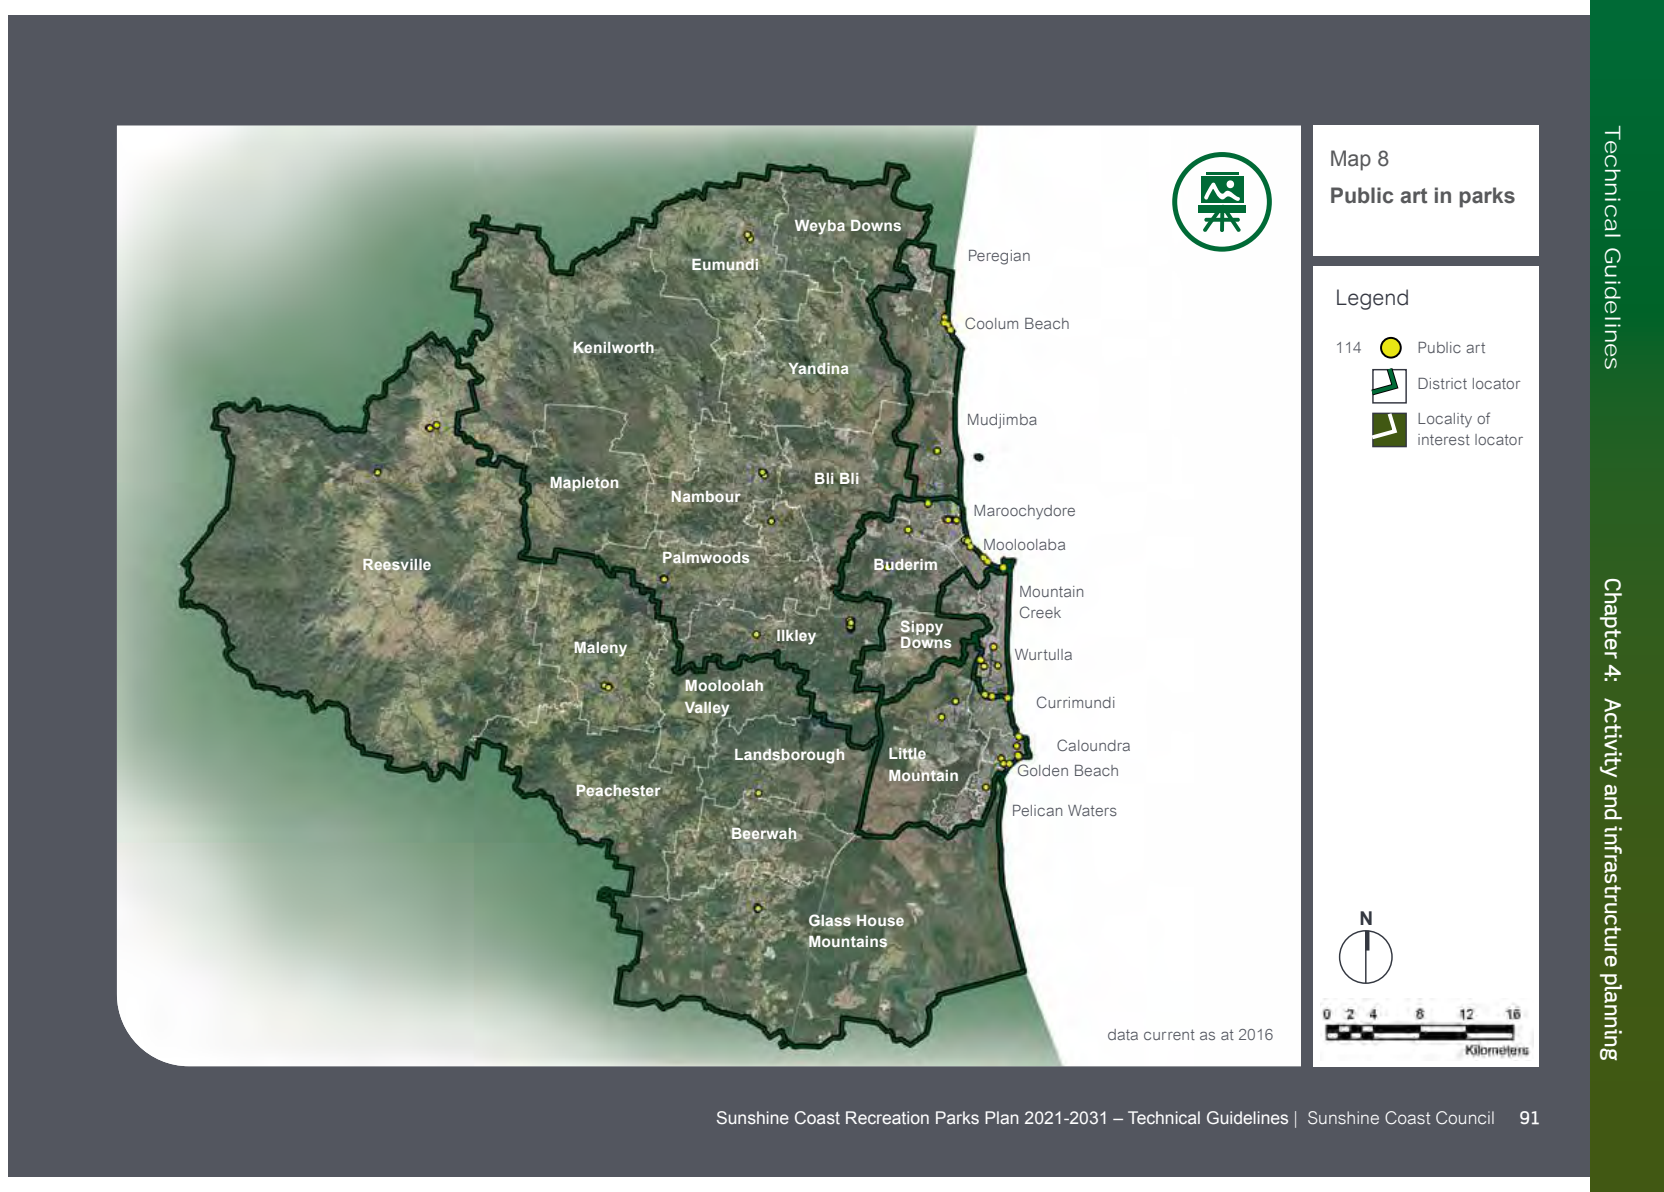 Map 8
Public art in parks
Legend
114 Public art
District locator
Locality of
interest locator
N
0 2 4 8 12 16
Kilometers
Weyba Downs
Peregian
Eumundi
Coolum Beach
Kenilworth
Yandina
Mudjimba
Mapleton
Nambour
Bli Bli
Maroochydore
Mooloolaba
Reesville
Palmwoods
Buderim
Mountain
Creek
Sippy
Downs
Ilkley
Maleny
Wurtulla
Mooloolah
Valley
Currimundi
Landsborough
Little
Mountain
Caloundra
Golden Beach
Peachester
Pelican Waters
Beerwah
Glass House
Mountains
data current as at 2016
Technical Guidelines
Chapter 4: Activity and infrastructure planning
Sunshine Coast Recreation Parks Plan 2021-2031 – Technical Guidelines | Sunshine Coast Council 91